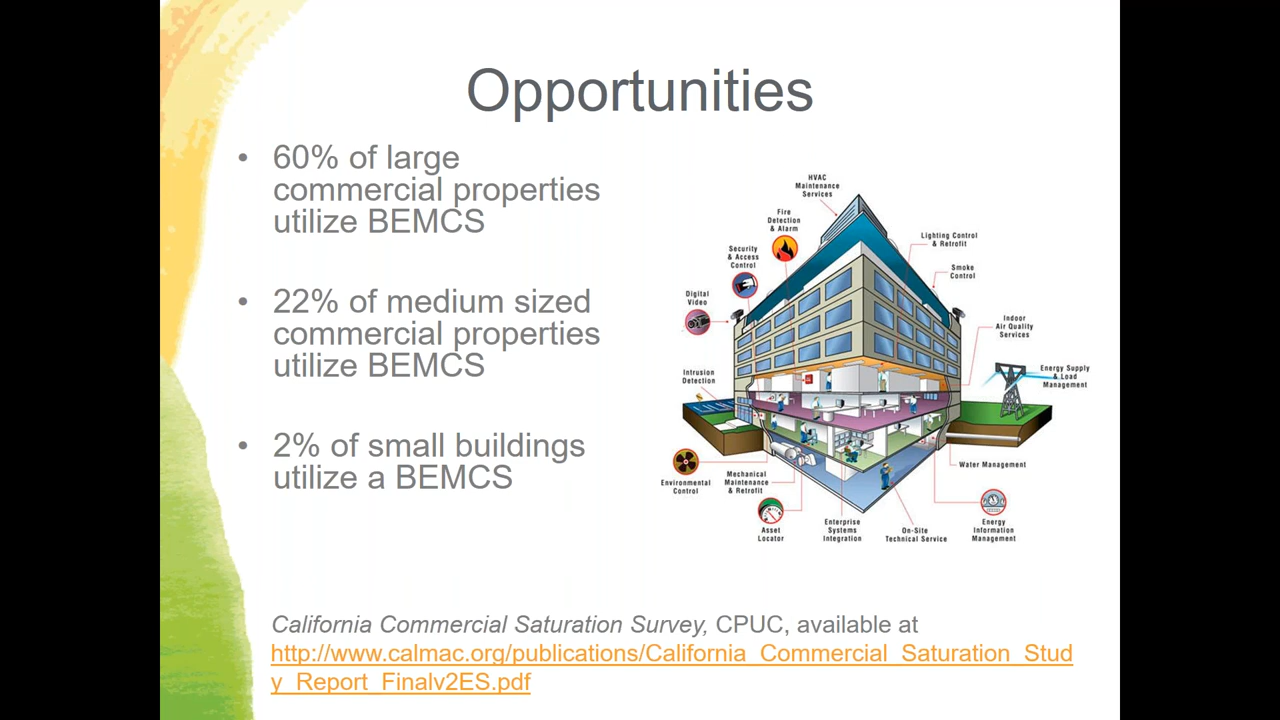 Opportunities
• 60% of large
commercial properties
utilize BEMCS
• 22% of medium sized
commercial properties
utilize BEMCS
• 2% of small buildings
utilize a BEMCS
HVAC
Maintenance
Services
Fire
Detection
& Alarm
Security
& Access
Control
Digital
Video
Intrusion
Detection
Lighting Control
& Retrofit
Smoke
Control
Indoor
Air Quality
Services
Energy Supply
& Load
Management
Water Management
Environmental
Control
Mechanical
Maintenance
& Retrofit
Asset
Locator
Enterprise
Systems
Integration
On-Site
Technical Service
Energy
Information
Management
California Commercial Saturation Survey, CPUC, available at
http://www.calmac.org/publications/California_Commercial_Saturation_Stud
y_Report_Finalv2ES.pdf